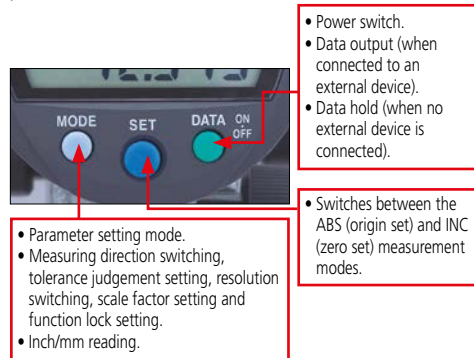 • Power switch.
• Data output (when
connected to an
external device).
• Data hold (when no
external device is
connected).
MODE SET DATA ON
OFF
• Switches between the
ABS (origin set) and INC
(zero set) measurement
modes.
• Parameter setting mode.
• Measuring direction switching,
tolerance judgement setting, resolution
switching, scale factor setting and
function lock setting.
• Inch/mm reading.